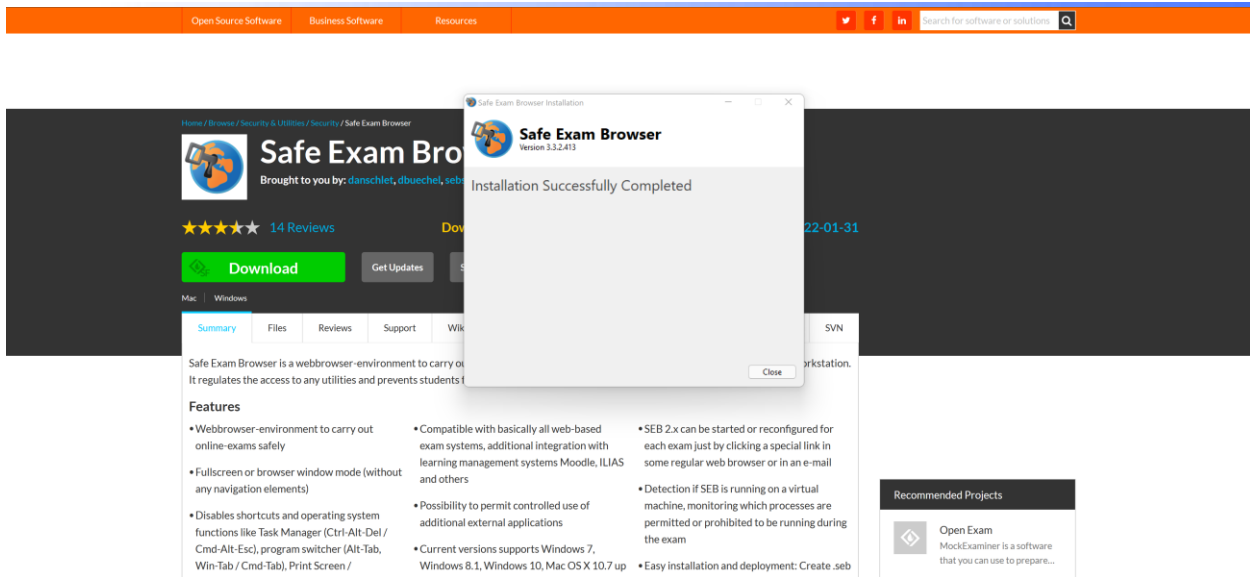 Open Source Software Business Software Resources
Search for software or solutions
Home / Browse / Security & Utilities / Security / Safe Exam Browser
Safe Exam Bro
Brought to you by: danschlet, dbuechel, sebs
14 Reviews
Dow
22-01-31
Download
Get Updates
S
Mac | Windows
Summary Files Reviews Support Wik SVN
Safe Exam Browser Installation
Safe Exam Browser
Version 3.3.2.413
Installation Successfully Completed
Close
Safe Exam Browser is a webbrowser-environment to carry ou rkstation.
It regulates the access to any utilities and prevents students f
Features
• Webbrowser-environment to carry out
online-exams safely
• Fullscreen or browser window mode (without
any navigation elements)
• Disables shortcuts and operating system
functions like Task Manager (Ctrl-Alt-Del /
Cmd-Alt-Esc), program switcher (Alt-Tab,
Win-Tab / Cmd-Tab), Print Screen /
• Compatible with basically all web-based
exam systems, additional integration with
learning management systems Moodle, ILIAS
and others
• Possibility to permit controlled use of
additional external applications
• Current versions supports Windows 7,
Windows 8.1, Windows 10, Mac OS X 10.7 up
• SEB 2.x can be started or reconfigured for
each exam just by clicking a special link in
some regular web browser or in an e-mail
• Detection if SEB is running on a virtual
machine, monitoring which processes are
permitted or prohibited to be running during
the exam
• Easy installation and deployment: Create .seb
Recommended Projects
Open Exam
MockExaminer is a software
that you can use to prepare...